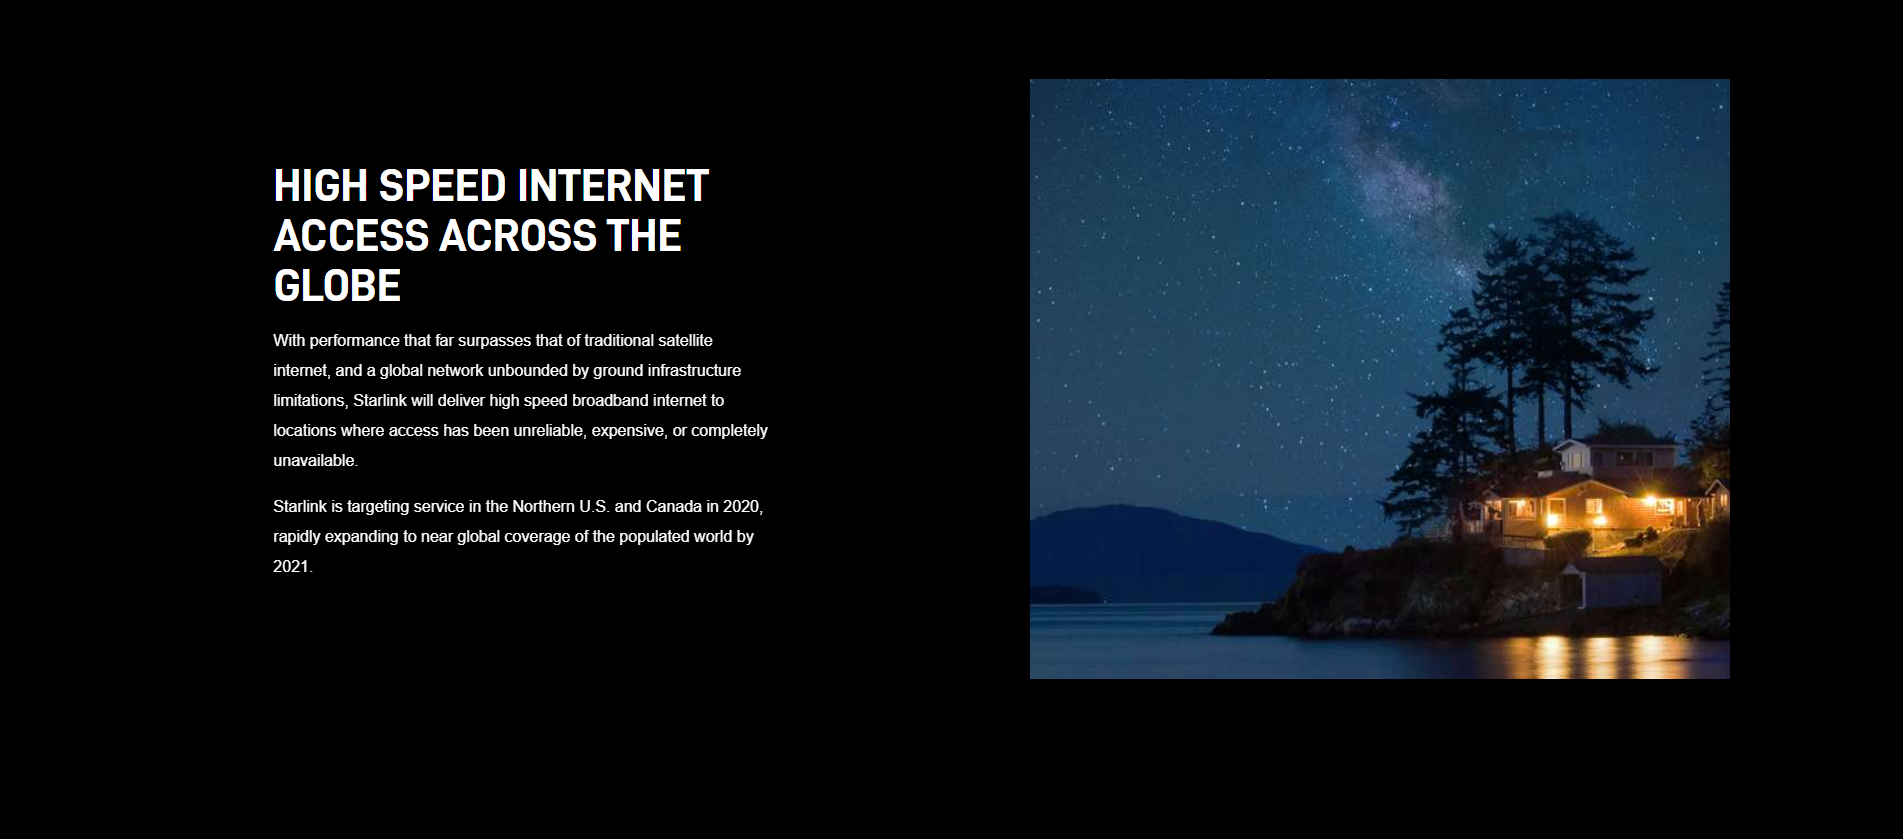 HIGH SPEED INTERNET
ACCESS ACROSS THE
GLOBE
With performance that far surpasses that of traditional satellite
internet, and a global network unbounded by ground infrastructure
limitations, Starlink will deliver high speed broadband internet to
locations where access has been unreliable, expensive, or completely
unavailable.
Starlink is targeting service in the Northern U.S. and Canada in 2020,
rapidly expanding to near global coverage of the populated world by
2021.